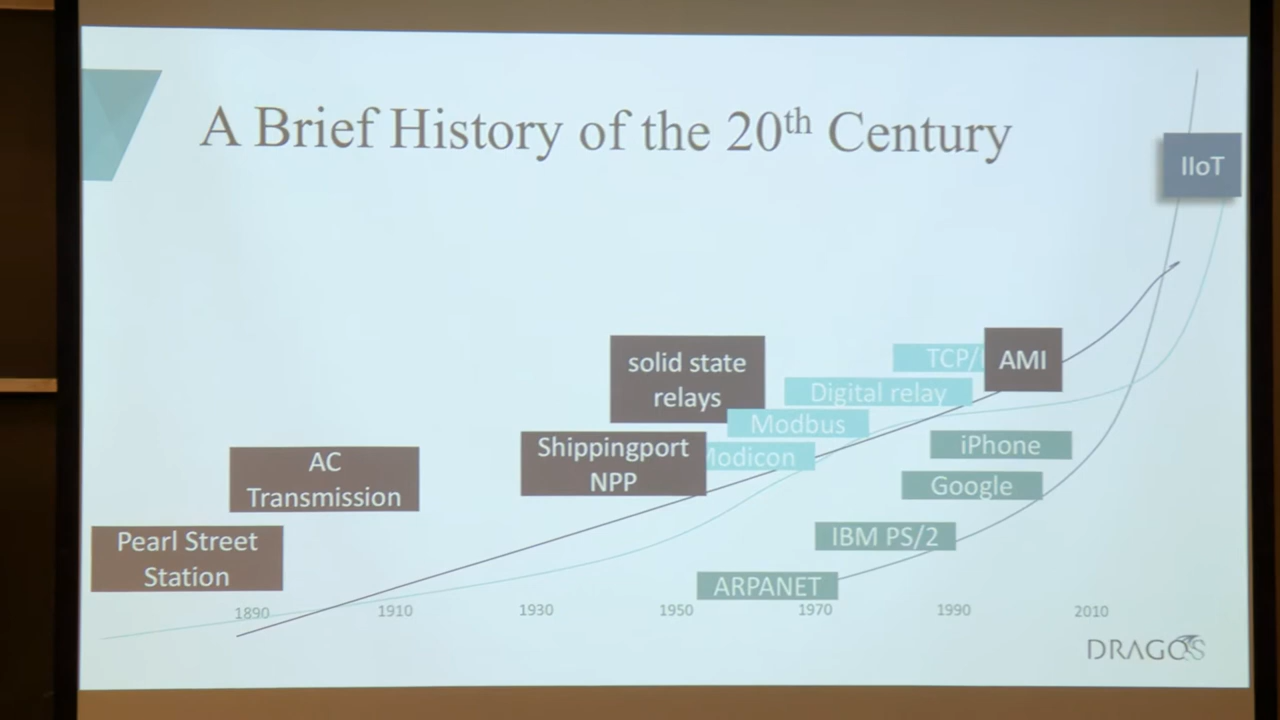 A Brief History of the 20th Century
IIoT
solid state
relays
TCP/
AMI
Digital relay
Modbus
Shippingport
NPP
Modicon
iPhone
AC
Transmission
Google
Pearl Street
Station
IBM PS/2
ARPANET
1890 1910 1930 1950 1970 1990 2010
DRAGOS